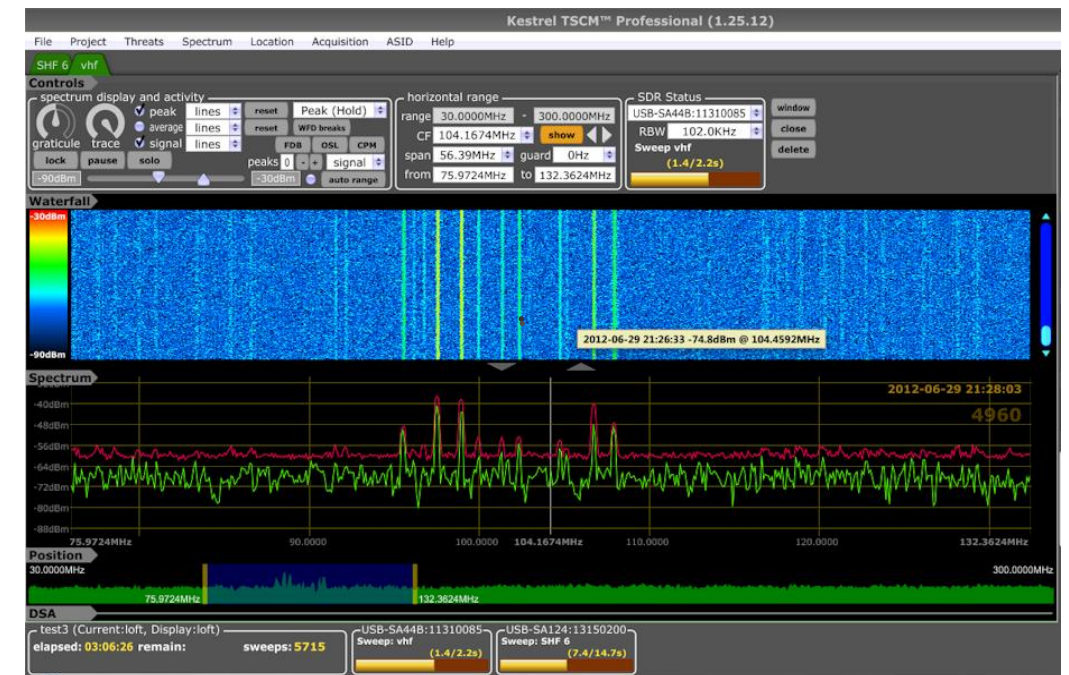 Kestrel TSCM™ Professional (1.25.12)
File Project Threats Spectrum Location Acquisition ASID Help
SHF 6 vhf
Controls
spectrum display and activity
graticule trace
peak lines reset Peak (Hold)
average lines reset WFD breaks
signal lines FDB OSL CPM
lock pause solo peaks 0 - + signal
-90dBm -30dBm auto range
horizontal range
range 30.0000MHz - 300.0000MHz
CF 104.1674MHz show
span 56.39MHz guard 0Hz
from 75.9724MHz to 132.3624MHz
SDR Status
USB-SA44B:11310085
RBW 102.0KHz
Sweep vhf
(1.4/2.2s)
window
close
delete
Waterfall
-30dBm
-90dBm
2012-06-29 21:26:33 -74.8dBm @ 104.4592MHz
Spectrum
2012-06-29 21:28:03
4960
-40dBm
-48dBm
-56dBm
-64dBm
-72dBm
-80dBm
-88dBm
75.9724MHz 90.0000 100.0000 104.1674MHz 110.0000 120.0000 132.3624MHz
Position
30.0000MHz 300.0000MHz
75.9724MHz 132.3624MHz
DSA
test3 (Current:loft, Display:loft)
elapsed: 03:06:26 remain: sweeps: 5715
USB-SA44B:11310085
Sweep: vhf
(1.4/2.2s)
USB-SA124:13150200
Sweep: SHF 6
(7.4/14.7s)